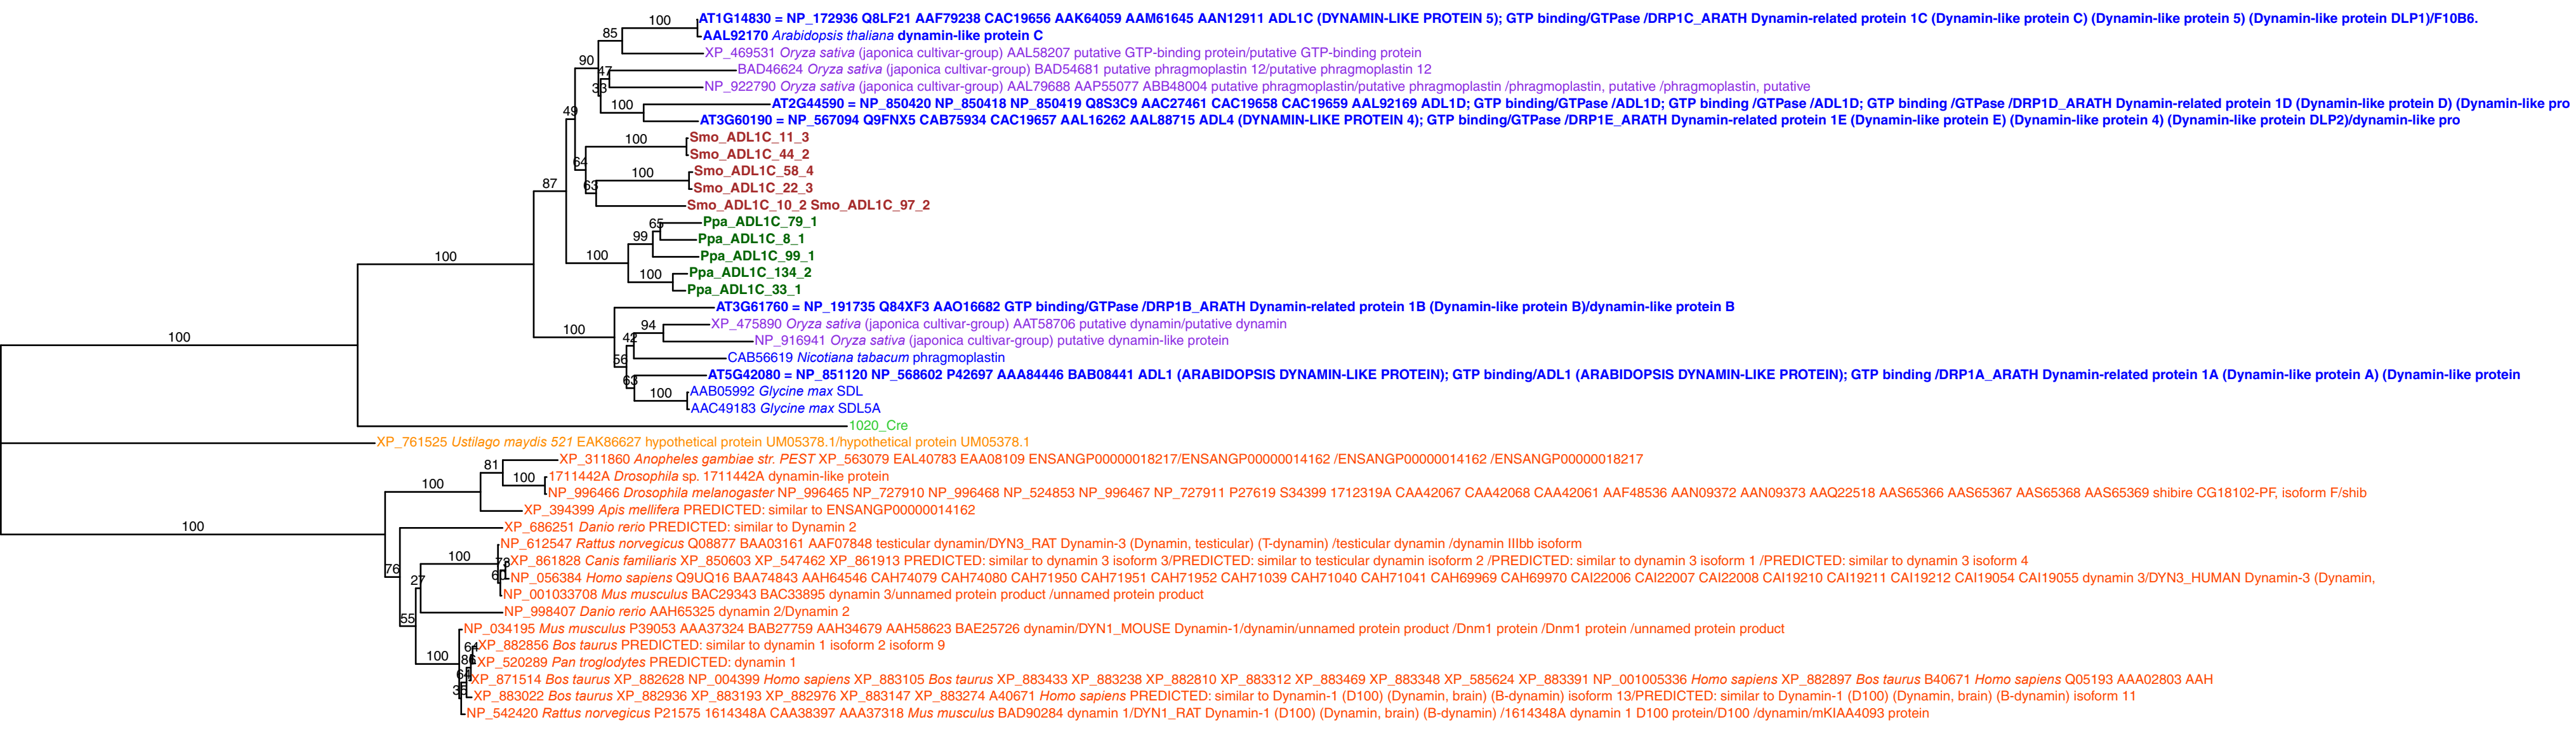 100
AT1G14830 = NP_172936 Q8LF21 AAF79238 CAC19656 AAK64059 AAM61645 AAN12911 ADL1C (DYNAMIN-LIKE PROTEIN 5); GTP binding/GTPase /DRP1C_ARATH Dynamin-related protein 1C (Dynamin-like protein C) (Dynamin-like protein 5) (Dynamin-like protein DLP1)/F10B6.
85
AAL92170 Arabidopsis thaliana dynamin-like protein C
XP_469531 Oryza sativa (japonica cultivar-group) AAL58207 putative GTP-binding protein/putative GTP-binding protein
90
47
BAD46624 Oryza sativa (japonica cultivar-group) BAD54681 putative phragmoplastin 12/putative phragmoplastin 12
33
NP_922790 Oryza sativa (japonica cultivar-group) AAL79688 AAP55077 ABB48004 putative phragmoplastin/putative phragmoplastin /phragmoplastin, putative /phragmoplastin, putative
100
AT2G44590 = NP_850420 NP_850418 NP_850419 Q8S3C9 AAC27461 CAC19658 CAC19659 AAL92169 ADL1D; GTP binding/GTPase /ADL1D; GTP binding /GTPase /ADL1D; GTP binding /GTPase /DRP1D_ARATH Dynamin-related protein 1D (Dynamin-like protein D) (Dynamin-like pro
49
AT3G60190 = NP_567094 Q9FNX5 CAB75934 CAC19657 AAL16262 AAL88715 ADL4 (DYNAMIN-LIKE PROTEIN 4); GTP binding/GTPase /DRP1E_ARATH Dynamin-related protein 1E (Dynamin-like protein E) (Dynamin-like protein 4) (Dynamin-like protein DLP2)/dynamin-like pro
100
Smo_ADL1C_11_3
Smo_ADL1C_44_2
64
100
Smo_ADL1C_58_4
87
63
Smo_ADL1C_22_3
Smo_ADL1C_10_2 Smo_ADL1C_97_2
65
Ppa_ADL1C_79_1
99
Ppa_ADL1C_8_1
100
Ppa_ADL1C_99_1
100
100
Ppa_ADL1C_134_2
Ppa_ADL1C_33_1
AT3G61760 = NP_191735 Q84XF3 AAO16682 GTP binding/GTPase /DRP1B_ARATH Dynamin-related protein 1B (Dynamin-like protein B)/dynamin-like protein B
100
94
XP_475890 Oryza sativa (japonica cultivar-group) AAT58706 putative dynamin/putative dynamin
100
42
NP_916941 Oryza sativa (japonica cultivar-group) putative dynamin-like protein
56
CAB56619 Nicotiana tabacum phragmoplastin
63
AT5G42080 = NP_851120 NP_568602 P42697 AAA84446 BAB08441 ADL1 (ARABIDOPSIS DYNAMIN-LIKE PROTEIN); GTP binding/ADL1 (ARABIDOPSIS DYNAMIN-LIKE PROTEIN); GTP binding /DRP1A_ARATH Dynamin-related protein 1A (Dynamin-like protein A) (Dynamin-like protein
100
AAB05992 Glycine max SDL
AAC49183 Glycine max SDL5A
1020_Cre
XP_761525 Ustilago maydis 521 EAK86627 hypothetical protein UM05378.1/hypothetical protein UM05378.1
81
XP_311860 Anopheles gambiae str. PEST XP_563079 EAL40783 EAA08109 ENSANGP00000018217/ENSANGP00000014162 /ENSANGP00000014162 /ENSANGP00000018217
100
100
1711442A Drosophila sp. 1711442A dynamin-like protein
NP_996466 Drosophila melanogaster NP_996465 NP_727910 NP_996468 NP_524853 NP_996467 NP_727911 P27619 S34399 1712319A CAA42067 CAA42068 CAA42061 AAF48536 AAN09372 AAN09373 AAQ22518 AAS65366 AAS65367 AAS65368 AAS65369 shibire CG18102-PF, isoform F/shib
XP_394399 Apis mellifera PREDICTED: similar to ENSANGP00000014162
100
XP_686251 Danio rerio PREDICTED: similar to Dynamin 2
NP_612547 Rattus norvegicus Q08877 BAA03161 AAF07848 testicular dynamin/DYN3_RAT Dynamin-3 (Dynamin, testicular) (T-dynamin) /testicular dynamin /dynamin IIIbb isoform
100
XP_861828 Canis familiaris XP_850603 XP_547462 XP_861913 PREDICTED: similar to dynamin 3 isoform 3/PREDICTED: similar to testicular dynamin isoform 2 /PREDICTED: similar to dynamin 3 isoform 1 /PREDICTED: similar to dynamin 3 isoform 4
76
27
NP_056384 Homo sapiens Q9UQ16 BAA74843 AAH64546 CAH74079 CAH74080 CAH71950 CAH71951 CAH71952 CAH71039 CAH71040 CAH71041 CAH69969 CAH69970 CAI22006 CAI22007 CAI22008 CAI19210 CAI19211 CAI19212 CAI19054 CAI19055 dynamin 3/DYN3_HUMAN Dynamin-3 (Dynamin,
NP_001033708 Mus musculus BAC29343 BAC33895 dynamin 3/unnamed protein product /unnamed protein product
55
NP_998407 Danio rerio AAH65325 dynamin 2/Dynamin 2
NP_034195 Mus musculus P39053 AAA37324 BAB27759 AAH34679 AAH58623 BAE25726 dynamin/DYN1_MOUSE Dynamin-1/dynamin/unnamed protein product /Dnm1 protein /Dnm1 protein /unnamed protein product
64
XP_882856 Bos taurus PREDICTED: similar to dynamin 1 isoform 2 isoform 9
100
86
XP_520289 Pan troglodytes PREDICTED: dynamin 1
XP_871514 Bos taurus XP_882628 NP_004399 Homo sapiens XP_883105 Bos taurus XP_883433 XP_883238 XP_882810 XP_883312 XP_883469 XP_883348 XP_585624 XP_883391 NP_001005336 Homo sapiens XP_882897 Bos taurus B40671 Homo sapiens Q05193 AAA02803 AAH
XP_883022 Bos taurus XP_882936 XP_883193 XP_882976 XP_883147 XP_883274 A40671 Homo sapiens PREDICTED: similar to Dynamin-1 (D100) (Dynamin, brain) (B-dynamin) isoform 13/PREDICTED: similar to Dynamin-1 (D100) (Dynamin, brain) (B-dynamin) isoform 11
NP_542420 Rattus norvegicus P21575 1614348A CAA38397 AAA37318 Mus musculus BAD90284 dynamin 1/DYN1_RAT Dynamin-1 (D100) (Dynamin, brain) (B-dynamin) /1614348A dynamin 1 D100 protein/D100 /dynamin/mKIAA4093 protein